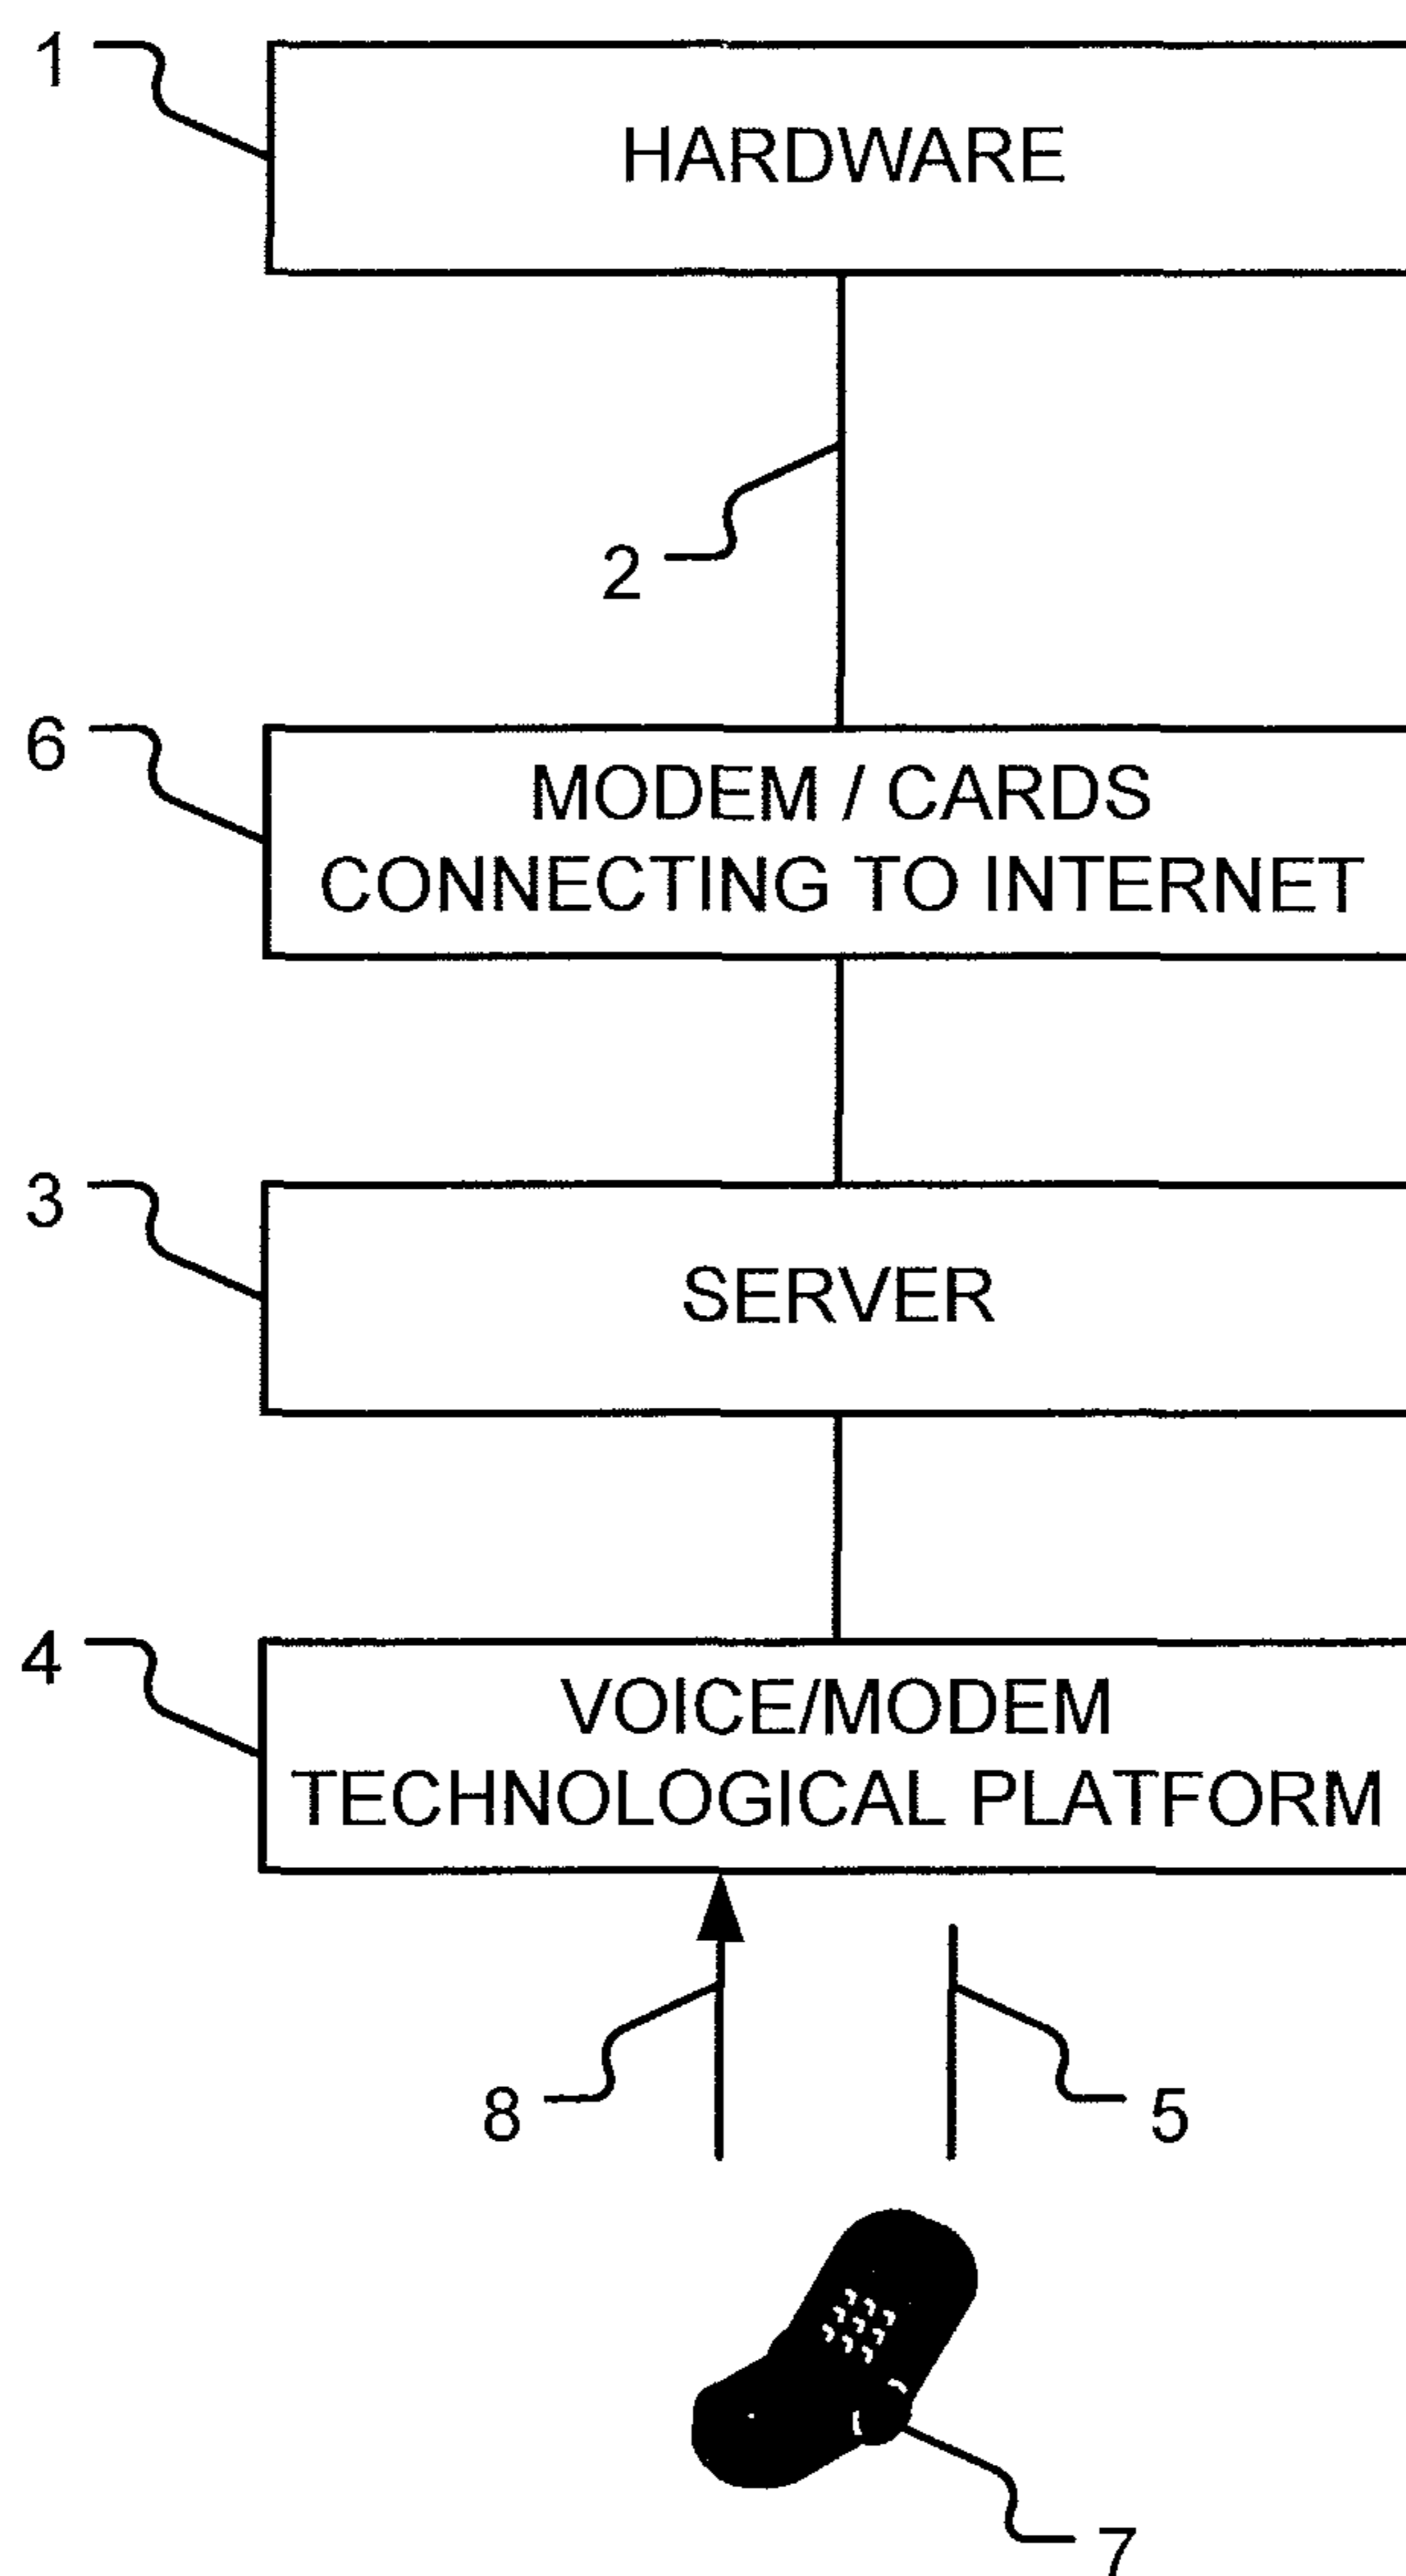 1
HARDWARE
2
6
MODEM / CARDS
CONNECTING TO INTERNET
3
SERVER
4
VOICE/MODEM
TECHNOLOGICAL PLATFORM
8
5
7